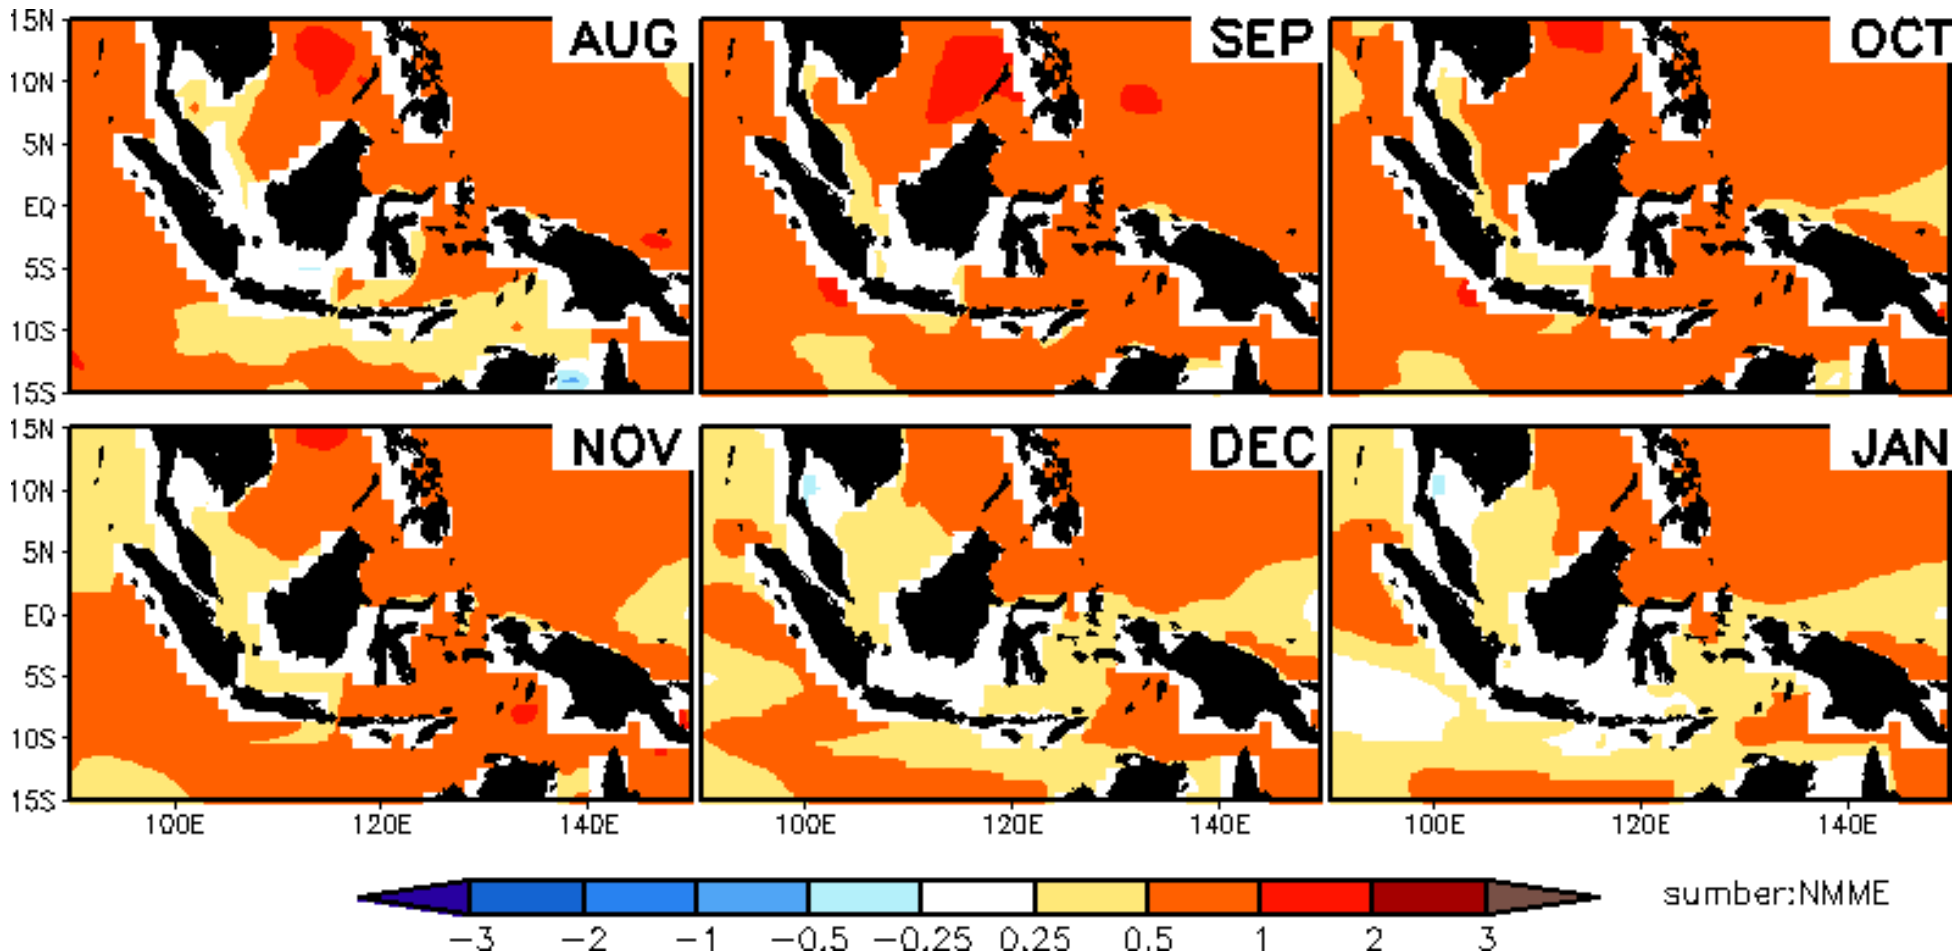 15N AUG SEP OCT
10N
5N
EQ
5S
10S
15S
15N NOV DEC JAN
10N
5N
EQ
5S
10S
15S
100E 120E 140E 100E 120E 140E 100E 120E 140E
sumber:NMME
−3 −2 −1 −0.5 −0.25 0.25 0.5 1 2 3